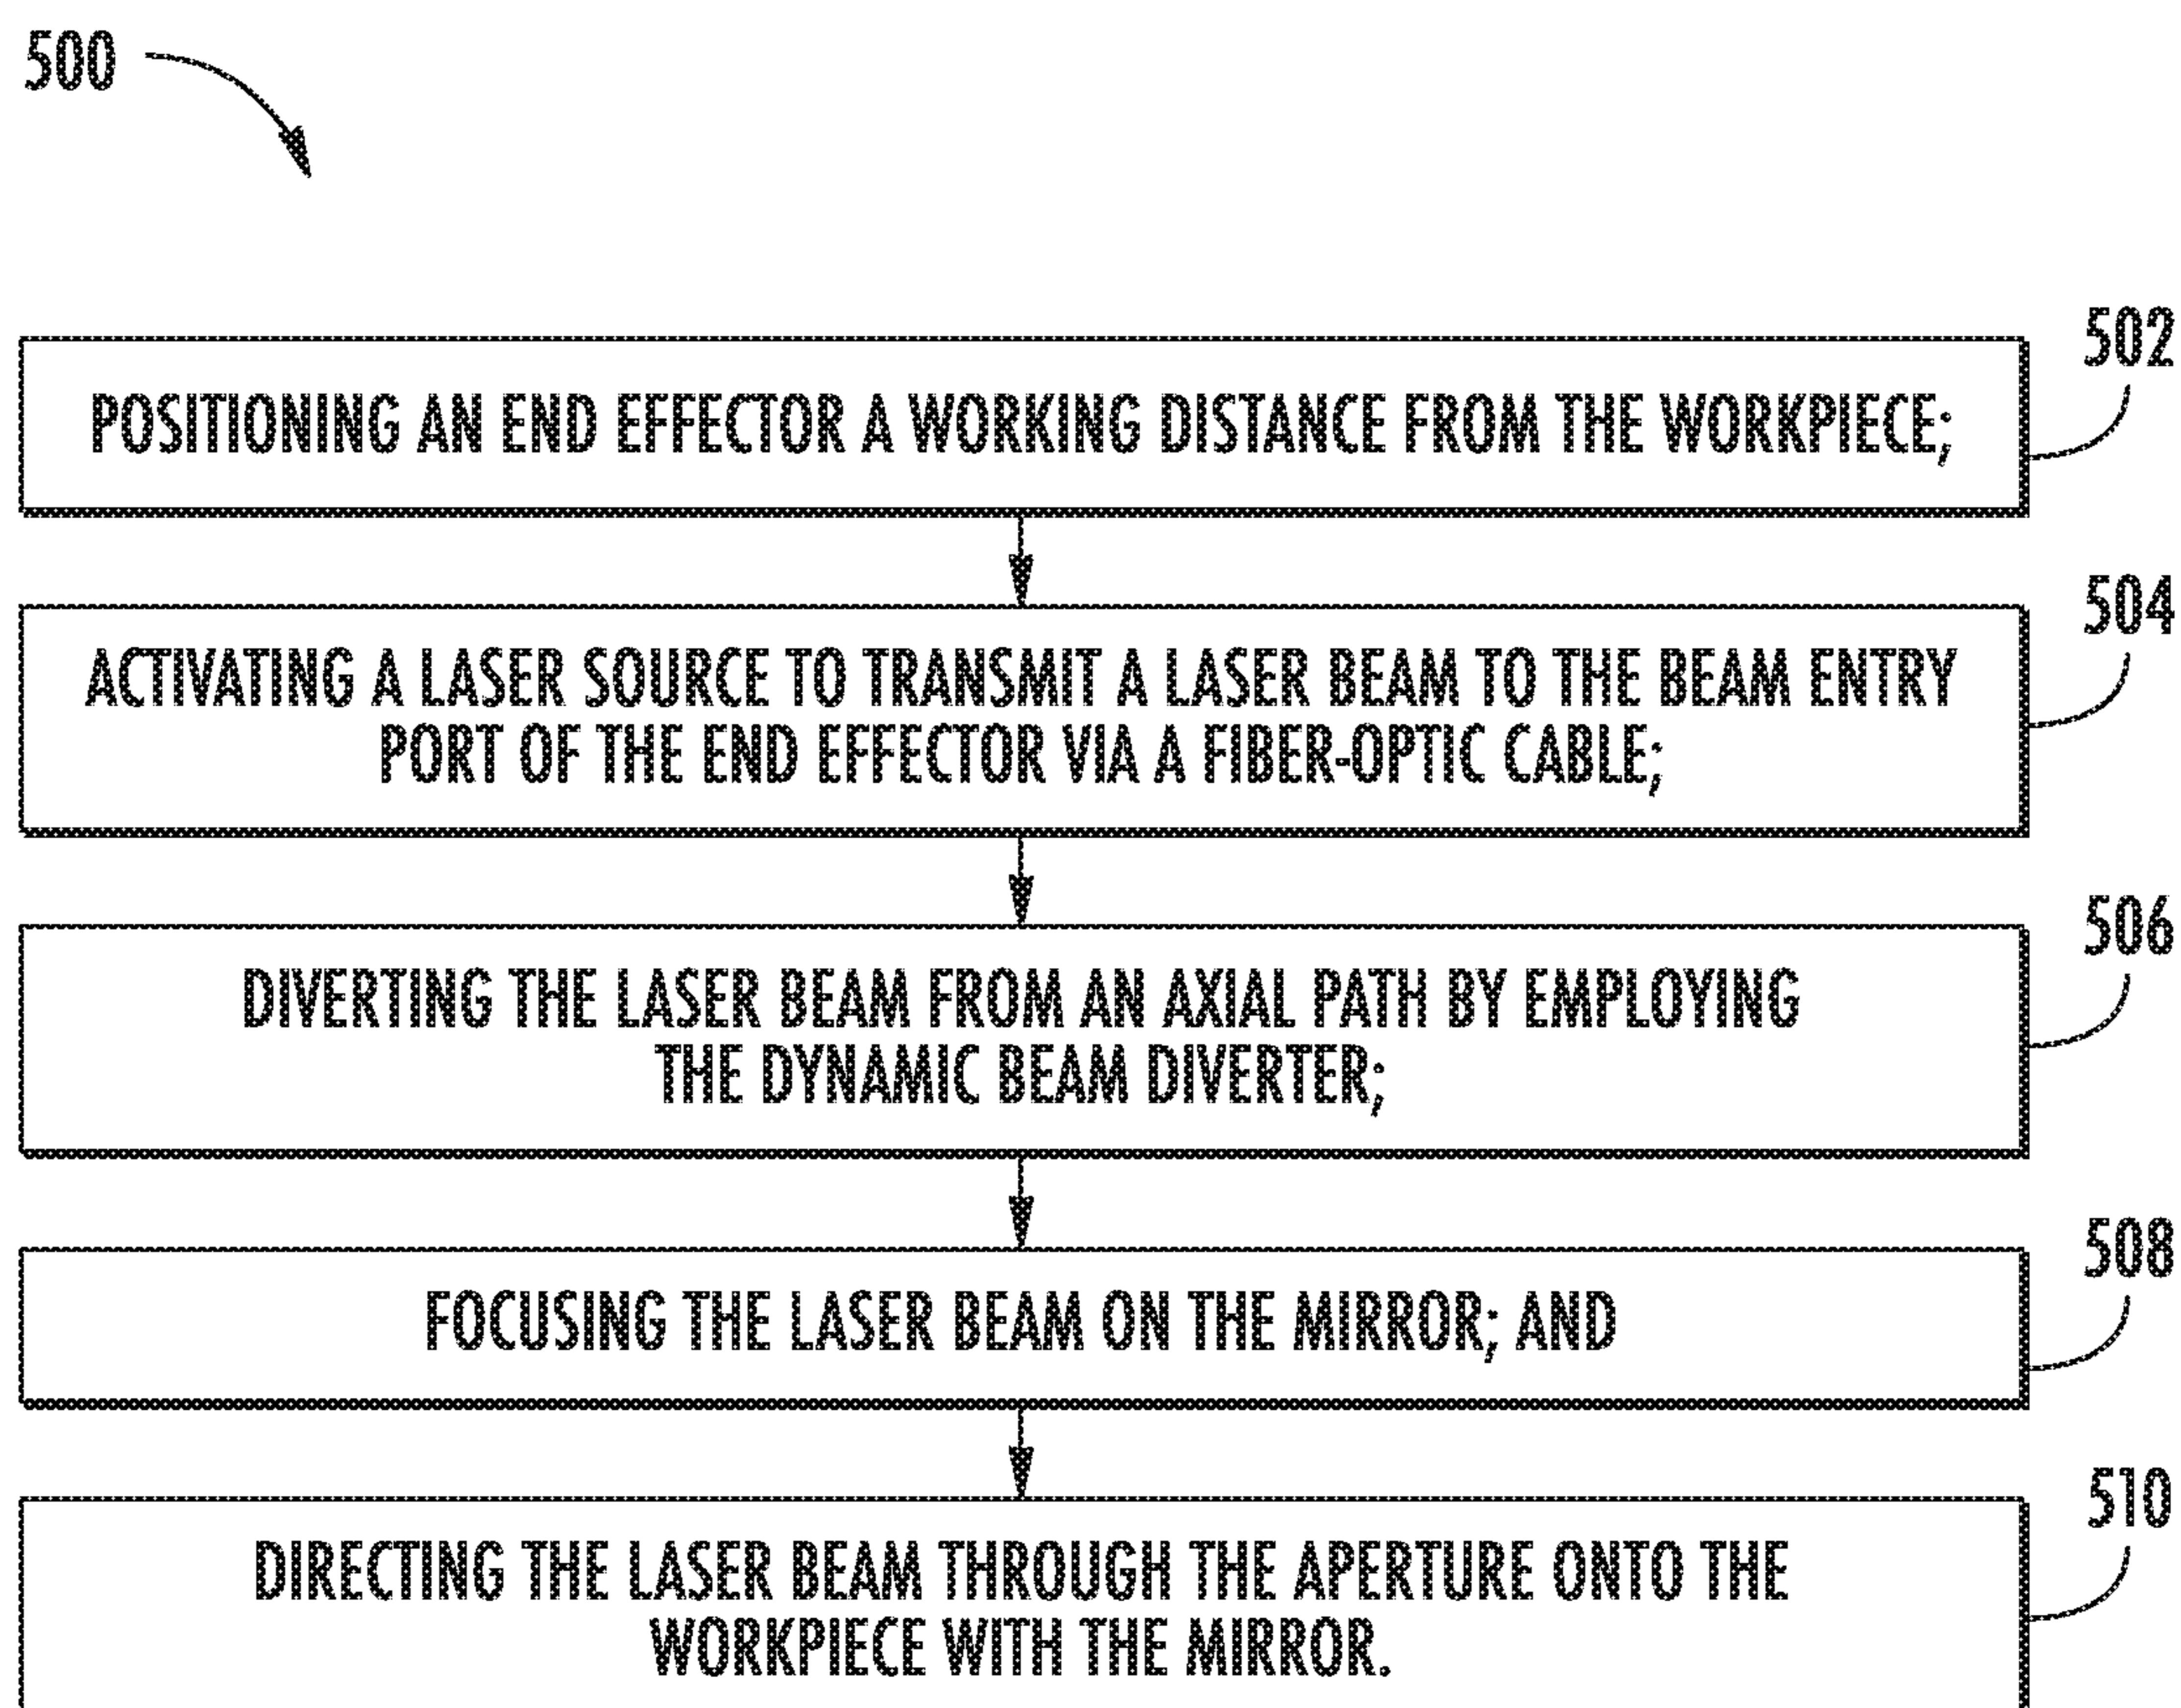 500
502
POSITIONING AN END EFFECTOR A WORKING DISTANCE FROM THE WORKPIECE;
504
ACTIVATING A LASER SOURCE TO TRANSMIT A LASER BEAM TO THE BEAM ENTRY
PORT OF THE END EFFECTOR VIA A FIBER-OPTIC CABLE;
506
DIVERTING THE LASER BEAM FROM AN AXIAL PATH BY EMPLOYING
THE DYNAMIC BEAM DIVERTER;
508
FOCUSING THE LASER BEAM ON THE MIRROR; AND
510
DIRECTING THE LASER BEAM THROUGH THE APERTURE ONTO THE
WORKPIECE WITH THE MIRROR.